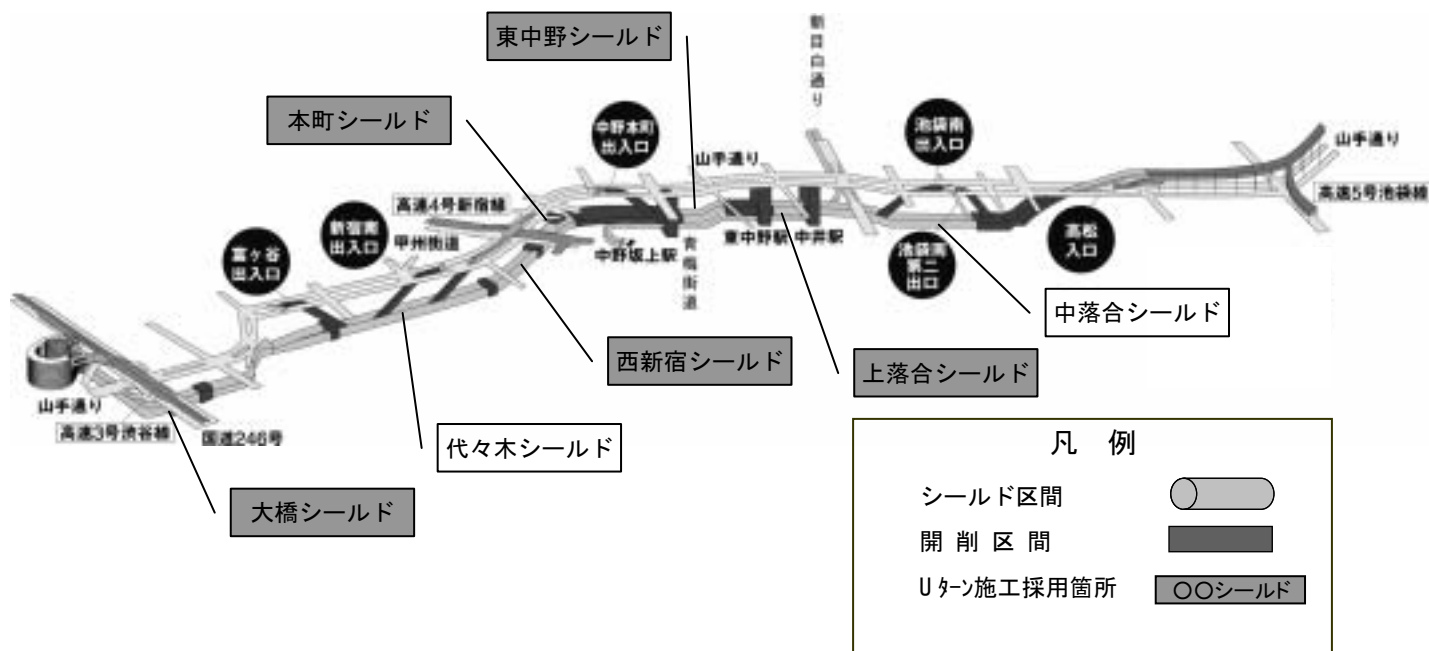 東中野シールド
新目白通り
本町シールド
中野本町
出入口
池袋南
出入口
山手通り
山手通り
高速4号新宿線
高速5号池袋線
新宿南
出入口
甲州街道
富ヶ谷
出入口
中野坂上駅
青梅街道
東中野駅
中井駅
池袋南
第二
出口
高松
入口
中落合シールド
西新宿シールド
上落合シールド
山手通り
高速3号渋谷線
国道246号
代々木シールド
大橋シールド
凡 例
シールド区間
開削区間
Uターン施工採用箇所
○○シールド